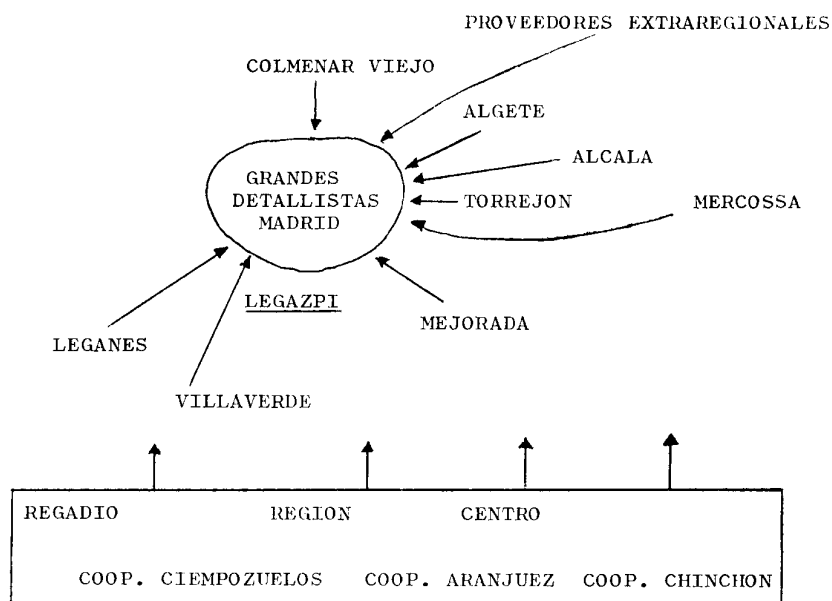 PROVEEDORES EXTRAREGIONALES
COLMENAR VIEJO
ALGETE
ALCALA
GRANDES
DETALLISTAS
MADRID
TORREJON
MERCOSSA
LEGAZPI
MEJORADA
LEGANES
VILLAVERDE
REGADIO REGION CENTRO
COOP. CIEMPOZUELOS COOP. ARANJUEZ COOP. CHINCHON